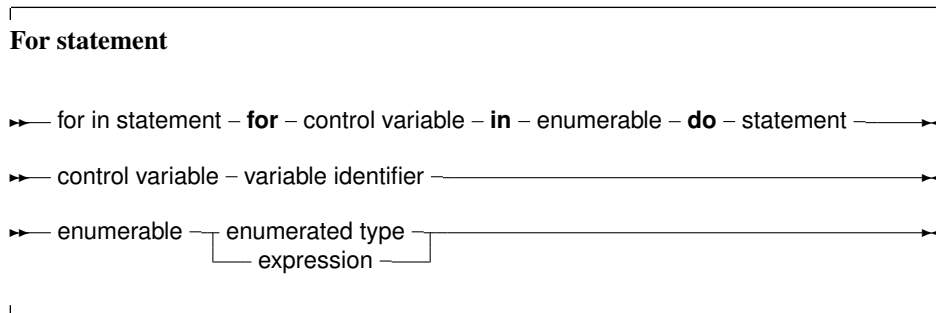 For statement
for in statement – for – control variable – in – enumerable – do – statement
control variable – variable identifier
enumerable – enumerated type
expression